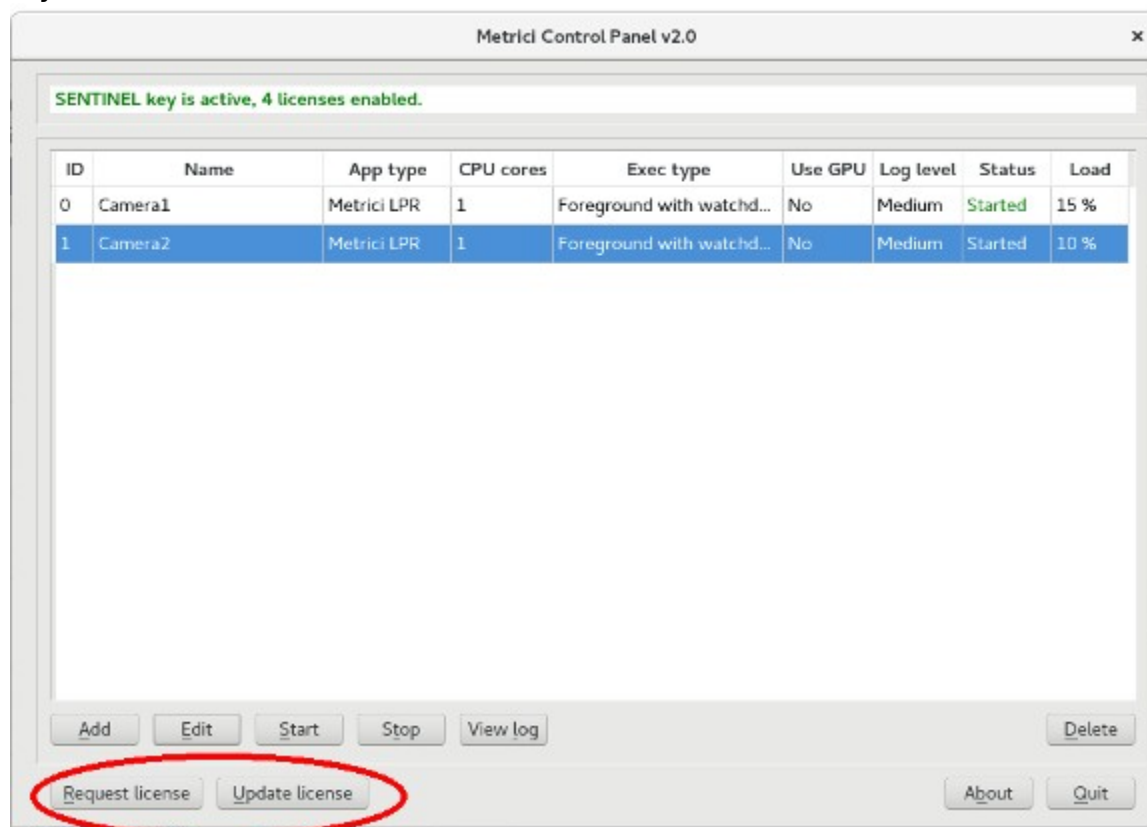 Metrici Control Panel v2.0 ×
SENTINEL key is active, 4 licenses enabled.
ID Name App type CPU cores Exec type Use GPU Log level Status Load
0 Camera1 Metrici LPR 1 Foreground with watchd... No Medium Started 15 %
1 Camera2 Metrici LPR 1 Foreground with watchd... No Medium Started 10 %
Add Edit Start Stop View log Delete
Request license Update license About Quit